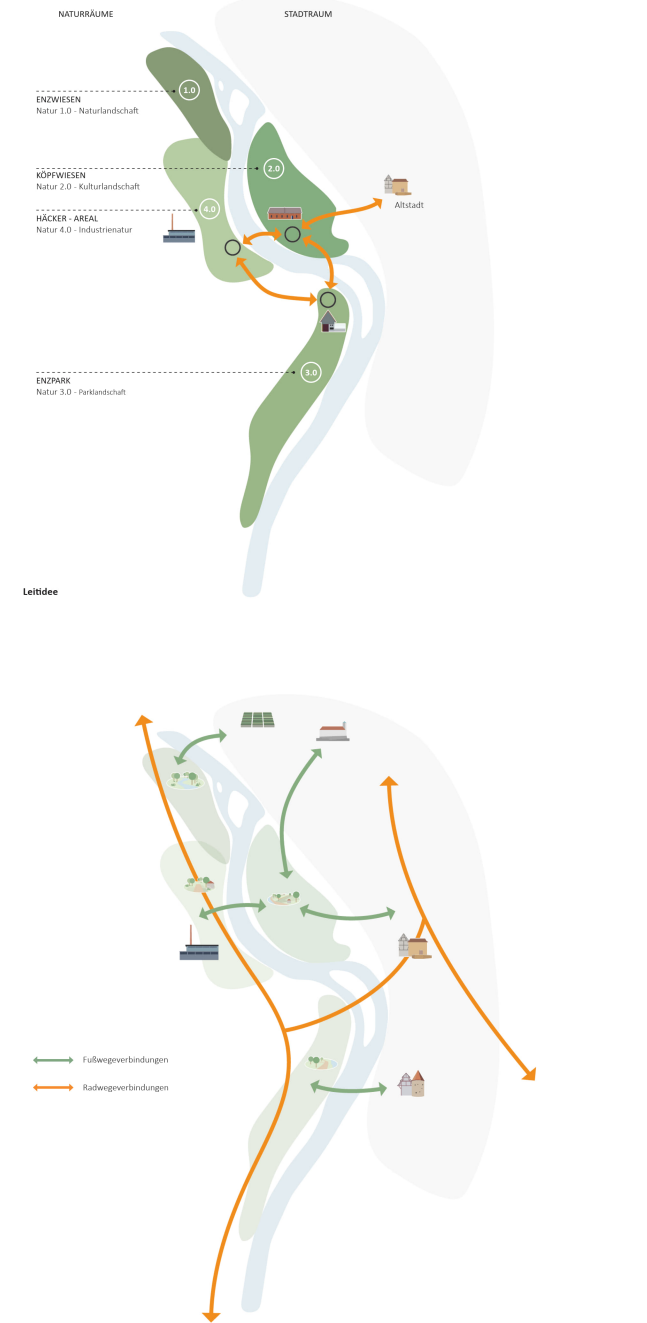 NATURRÄUME
STADTRAUM
1.0
ENZWIESEN
Natur 1.0 - Naturlandschaft
2.0
KÖPFWIESEN
Natur 2.0 - Kulturlandschaft
Altstadt
4.0
HÄCKER - AREAL
Natur 4.0 - Industrienatur
3.0
ENZPARK
Natur 3.0 - Parklandschaft
Leitidee
Fußwegeverbindungen
Radwegeverbindungen